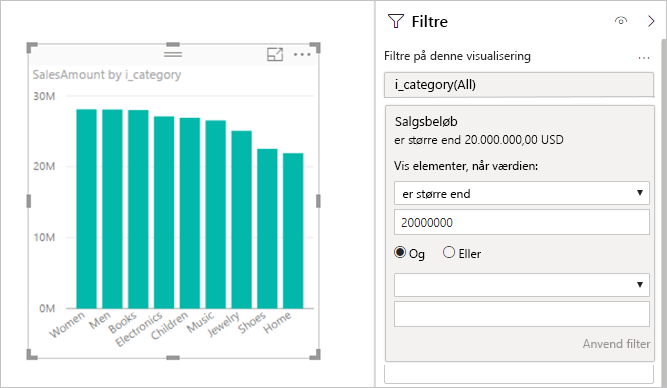 SalesAmount by i_category
30M
20M
10M
0M
Women
Men
Books
Electronics
Children
Music
Jewelry
Shoes
Home
Filtre
Filtre på denne visualisering
i_category(All)
Salgsbeløb
er større end 20.000.000,00 USD
Vis elementer, når værdien:
er større end
20000000
Og Eller
Anvend filter